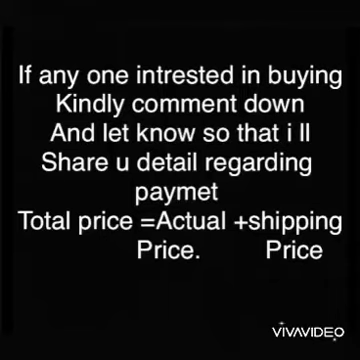 If any one intrested in buying
Kindly comment down
And let know so that i ll
Share u detail regarding
paymet
Total price =Actual +shipping
Price. Price
VIVAVIDEO